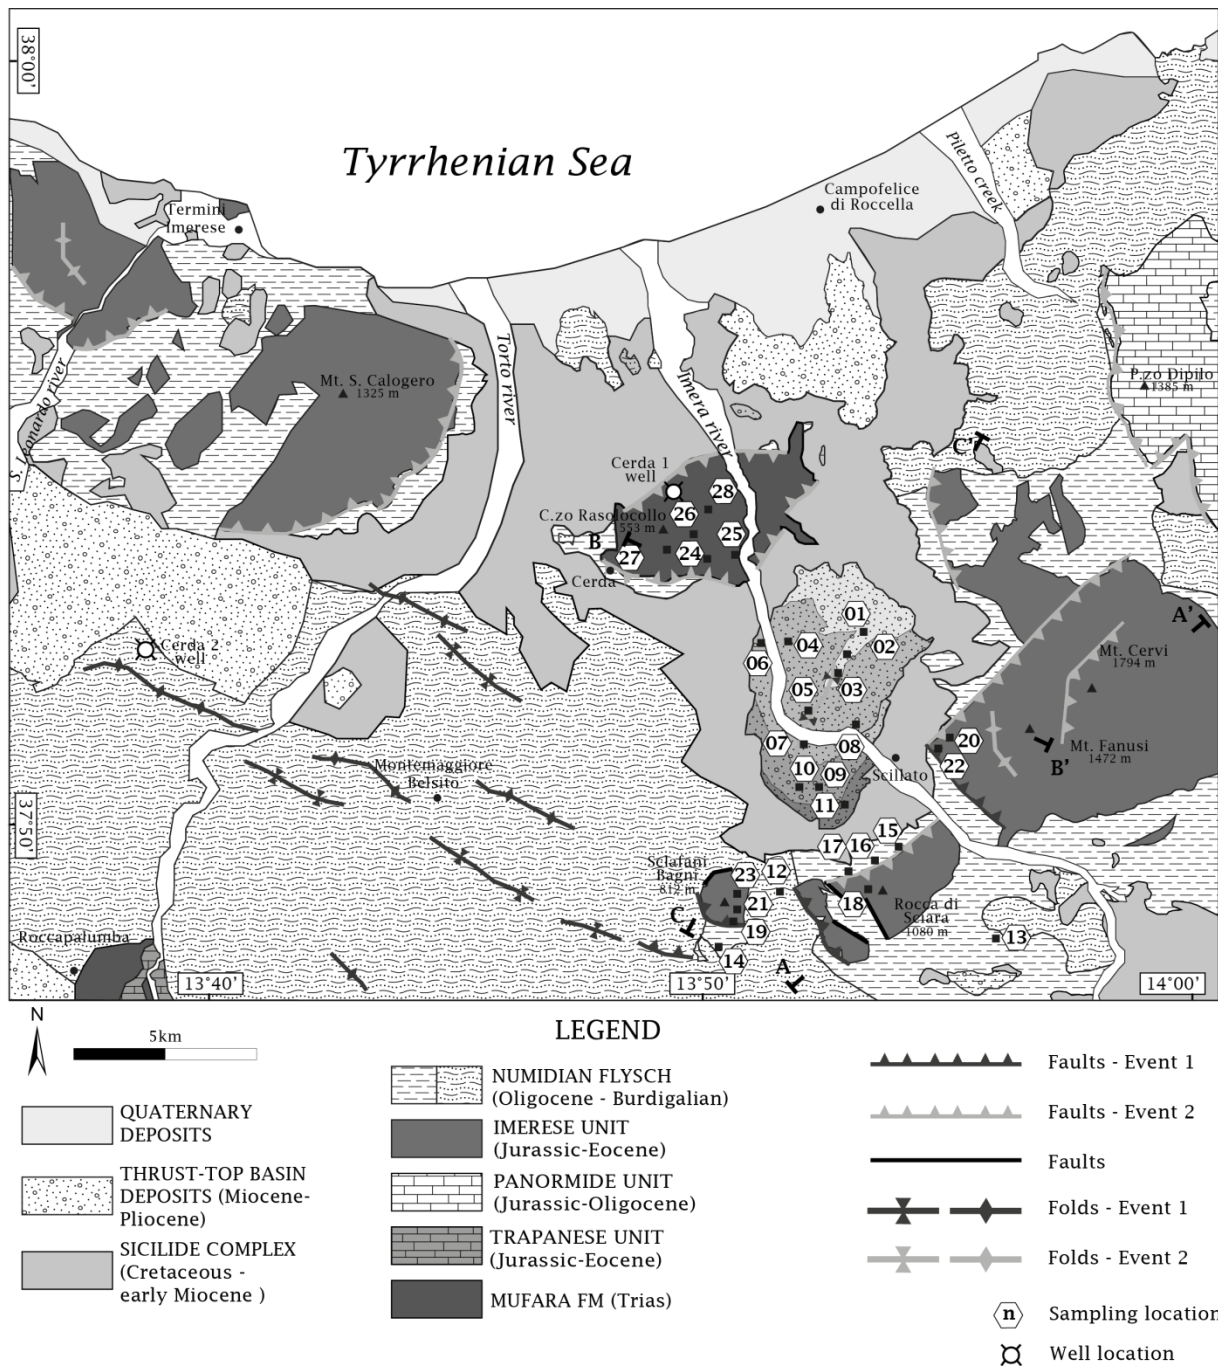 38°00'
Tyrrhenian Sea
Piletto creek
Campofelice
di Roccella
Termini
Imerese
S. Leonardo river
Torto river
Imera river
Mt. S. Calogero
1325 m
P.zo Dipilo
1385 m
C'
Cerda 1
well
28
26
C.zo Rasolocollo
553 m
25
B
27
24
Cerda
01
A'
04
02
Cerda 2
well
06
Mt. Cervi
1794 m
05
03
07
08
20
Mt. Fanusi
1472 m
Montemaggiore
Belsito
10
09
Scillato
22
B'
11
37°50'
15
17
16
Sclafani
Bagni
812 m
23
12
21
18
Rocca di
Sciara
1080 m
C
19
13
Roccapalumba
14
A
13°40'
13°50'
14°00'
N
5km
LEGEND
QUATERNARY
DEPOSITS
THRUST-TOP BASIN
DEPOSITS (Miocene-
Pliocene)
SICILIDE COMPLEX
(Cretaceous -
early Miocene )
NUMIDIAN FLYSCH
(Oligocene - Burdigalian)
IMERESE UNIT
(Jurassic-Eocene)
PANORMIDE UNIT
(Jurassic-Oligocene)
TRAPANESE UNIT
(Jurassic-Eocene)
MUFARA FM (Trias)
Faults - Event 1
Faults - Event 2
Faults
Folds - Event 1
Folds - Event 2
n
Sampling location
Well location